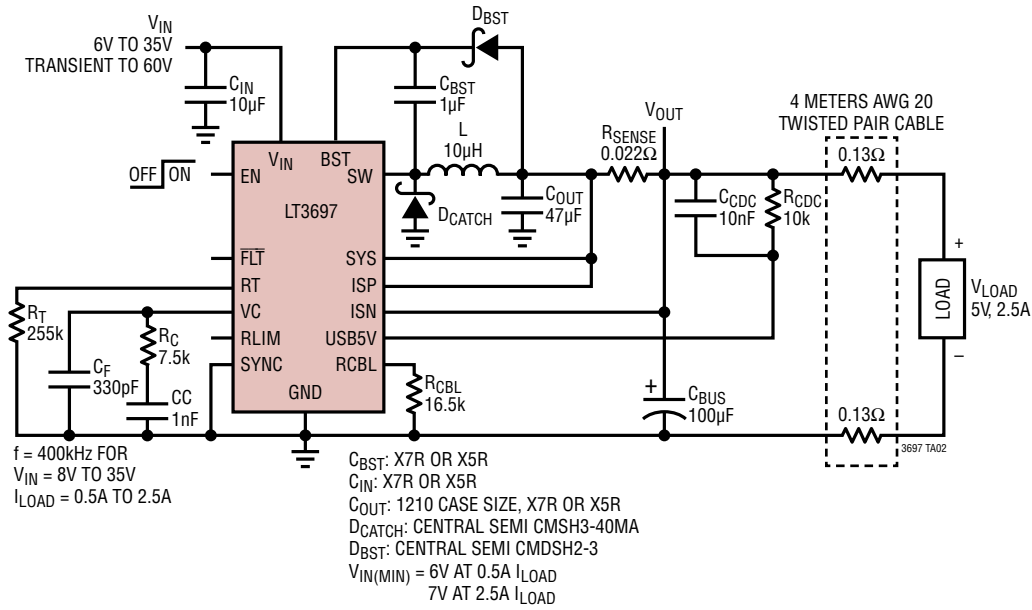 VIN
6V TO 35V
TRANSIENT TO 60V
CIN
10µF
DBST
CBST
1µF
L
10µH
RSENSE
0.022Ω
VOUT
4 METERS AWG 20
TWISTED PAIR CABLE
0.13Ω
OFF ON
VIN
BST
EN
SW
LT3697
DCATCH
COUT
47µF
CCDC
10nF
RCDC
10k
FLT
SYS
RT
ISP
VC
ISN
RLIM
USB5V
SYNC
RCBL
GND
+
LOAD
–
VLOAD
5V, 2.5A
RT
255k
RC
7.5k
CF
330pF
CC
1nF
RCBL
16.5k
+
CBUS
100µF
0.13Ω
3697 TA02
f = 400kHz FOR
VIN = 8V TO 35V
ILOAD = 0.5A TO 2.5A
CBST: X7R OR X5R
CIN: X7R OR X5R
COUT: 1210 CASE SIZE, X7R OR X5R
DCATCH: CENTRAL SEMI CMSH3-40MA
DBST: CENTRAL SEMI CMDSH2-3
VIN(MIN) = 6V AT 0.5A ILOAD
7V AT 2.5A ILOAD